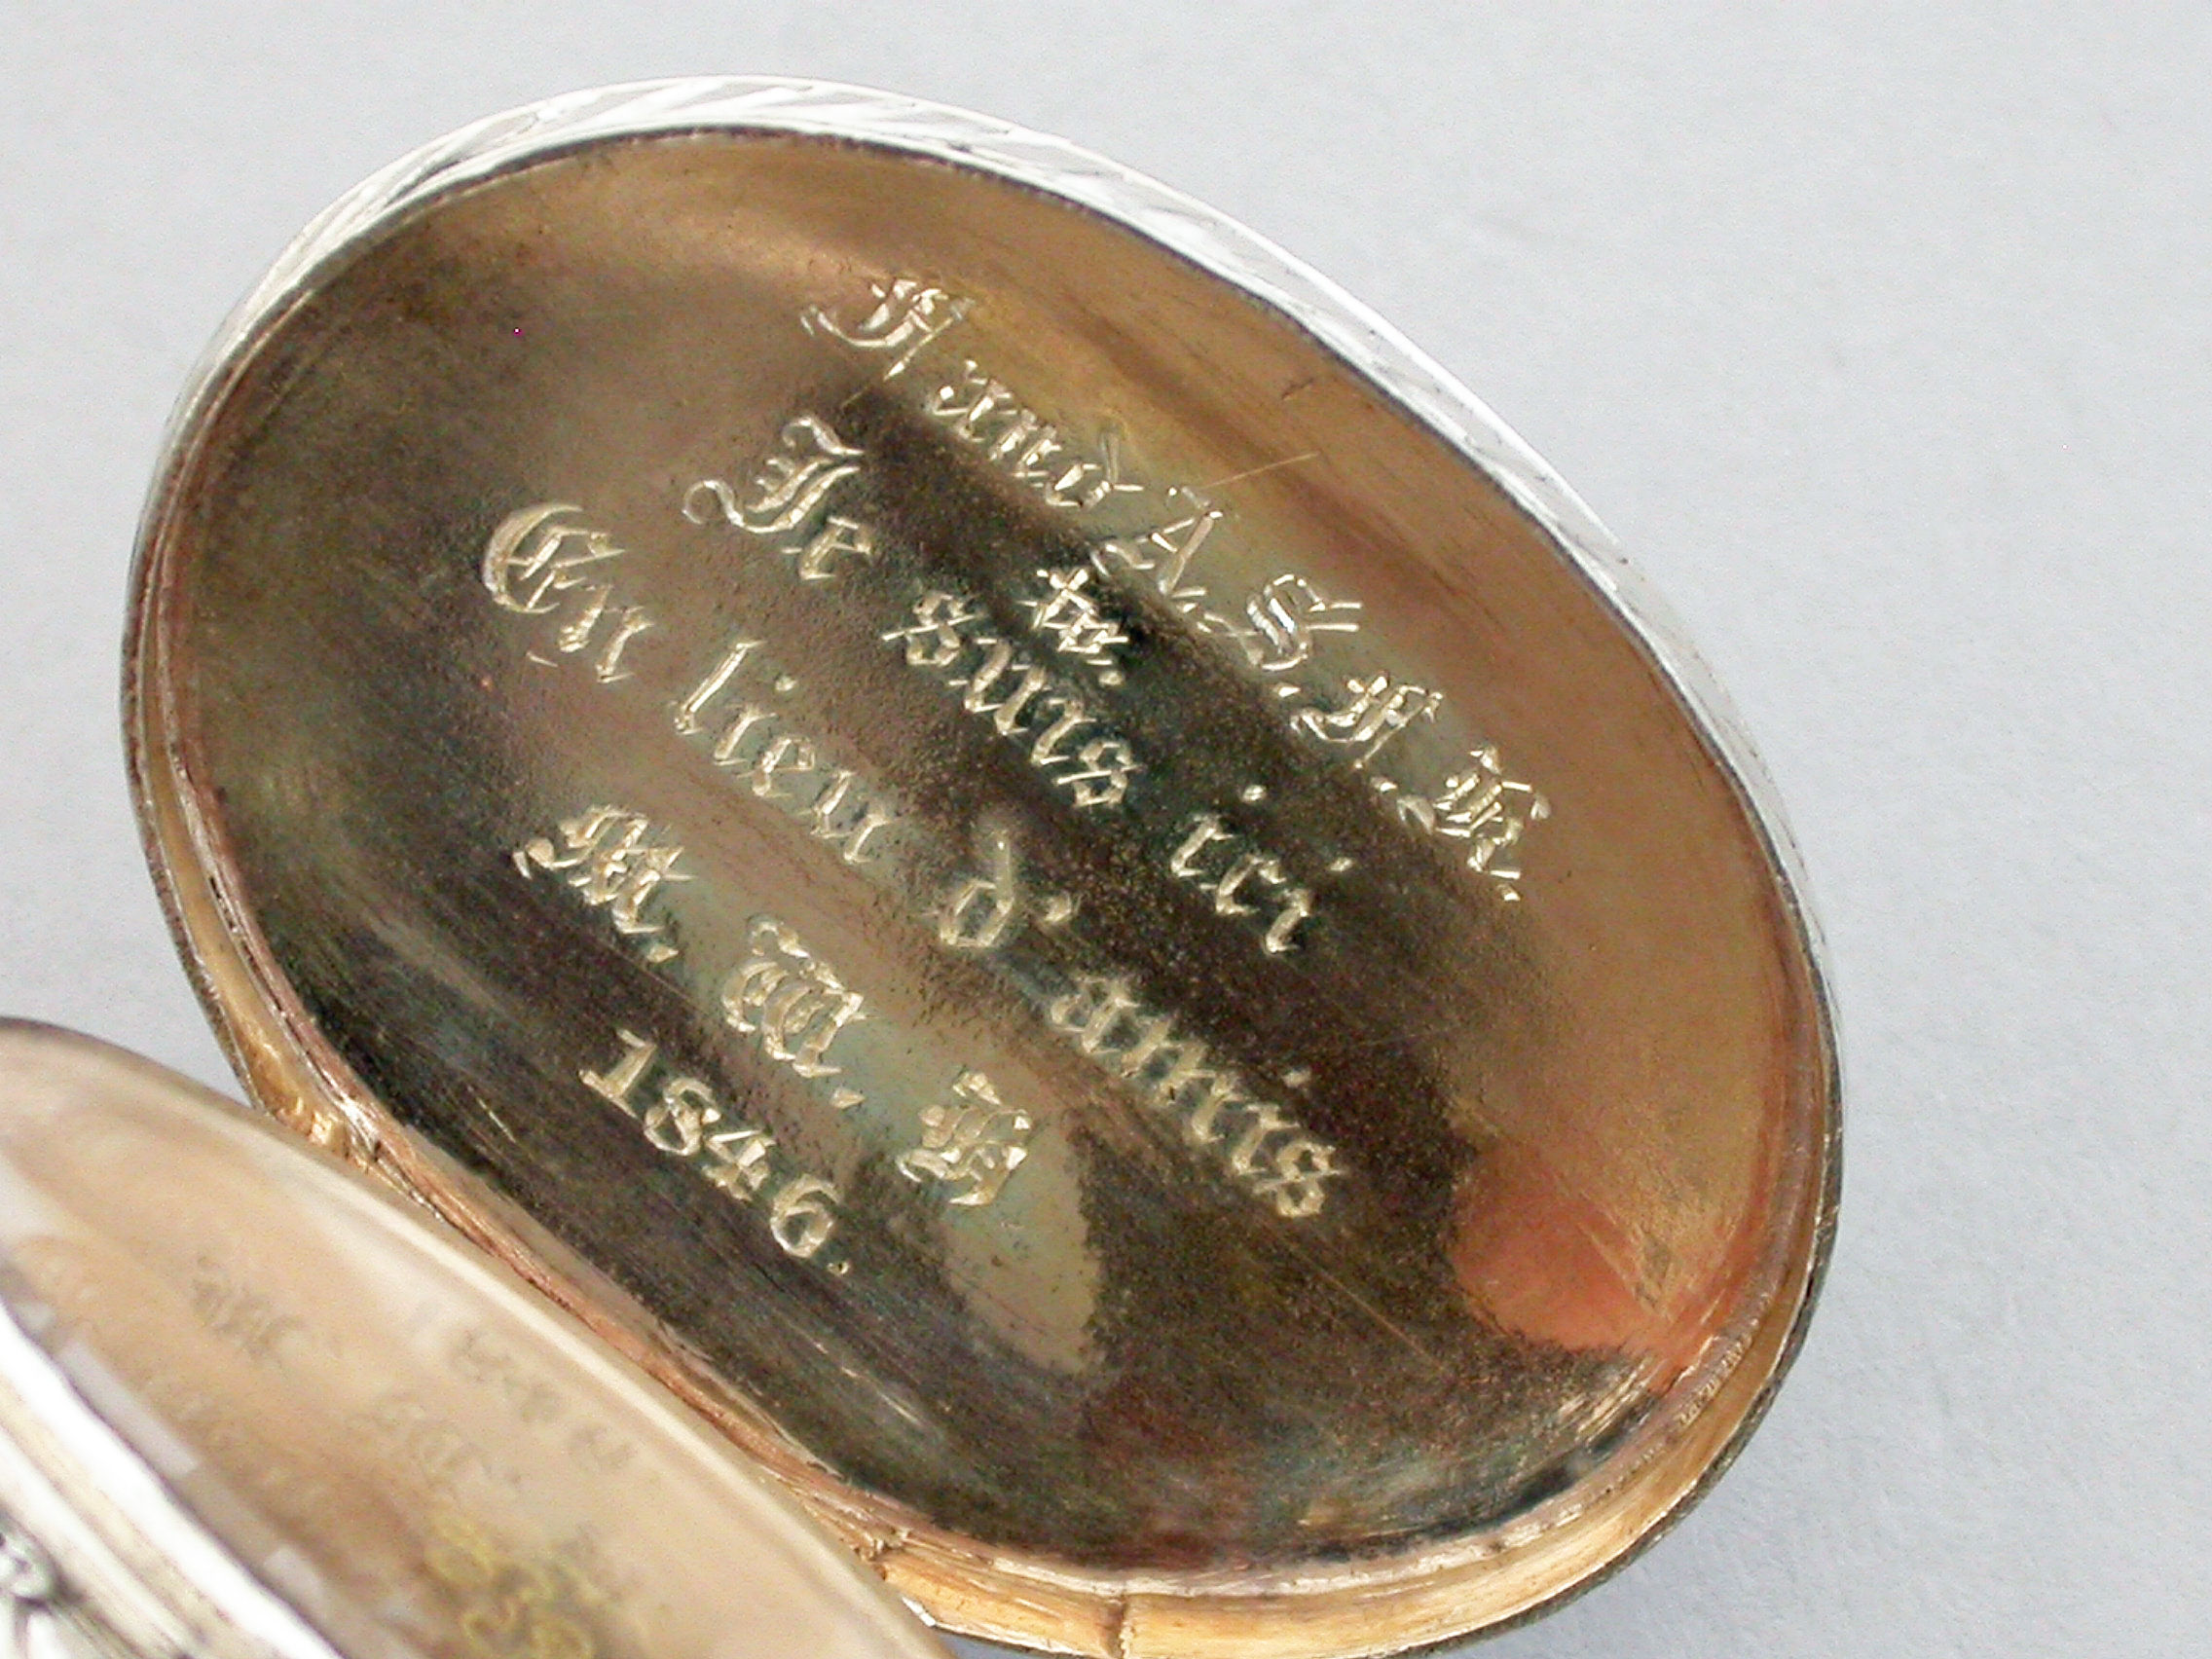 A.S.F.K.
Je suis ici
En lieu d'amis
M. W. H
1846.